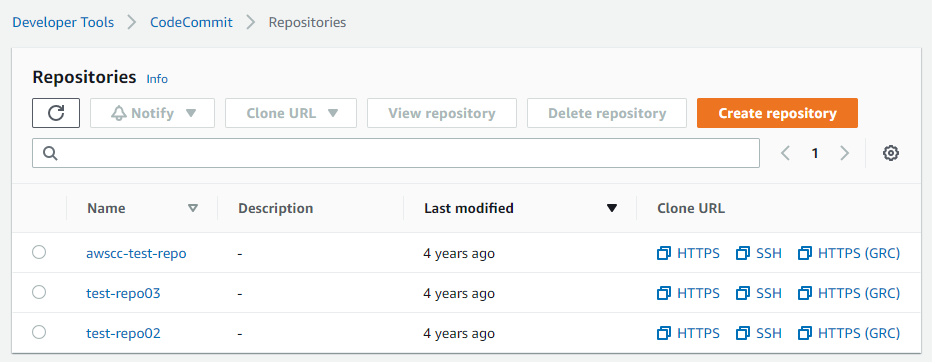 Developer Tools CodeCommit Repositories
Repositories Info
Notify Clone URL View repository Delete repository Create repository
1
Name Description Last modified Clone URL
awscc-test-repo - 4 years ago HTTPS SSH HTTPS (GRC)
test-repo03 - 4 years ago HTTPS SSH HTTPS (GRC)
test-repo02 - 4 years ago HTTPS SSH HTTPS (GRC)